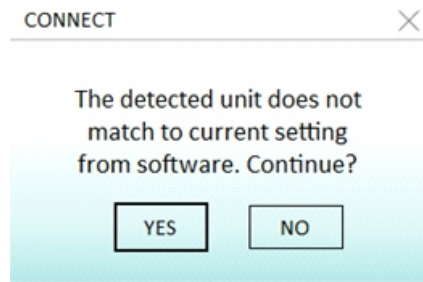 CONNECT
The detected unit does not
match to current setting
from software. Continue?
YES
NO